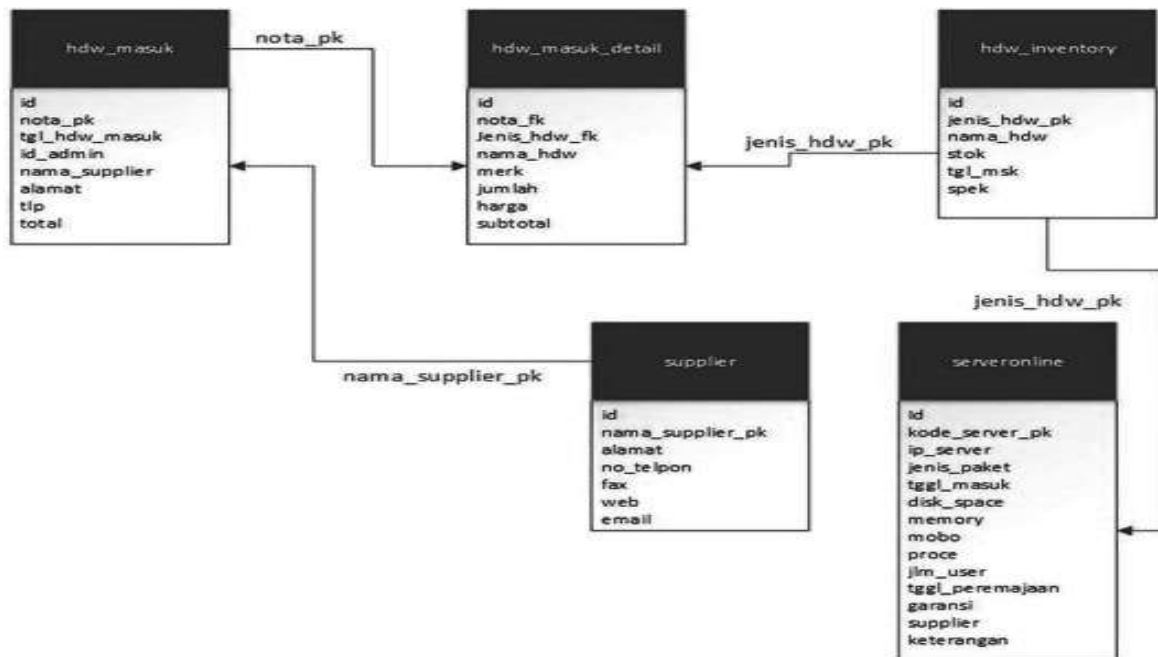 hdw_masuk
id
nota_pk
tgl_hdw_masuk
id_admin
nama_supplier
alamat
tlp
total
nota_pk
hdw_masuk_detail
id
nota_fk
Jenis_hdw_fk
nama_hdw
merk
jumlah
harga
subtotal
jenis_hdw_pk
hdw_inventory
id
jenis_hdw_pk
nama_hdw
stok
tgl_msk
spek
jenis_hdw_pk
nama_supplier_pk
supplier
id
nama_supplier_pk
alamat
no_telpon
fax
web
email
serveronline
id
kode_server_pk
ip_server
jenis_paket
tggl_masuk
disk_space
memory
mobo
proce
jlm_user
tggl_peremajaan
garansi
supplier
keterangan